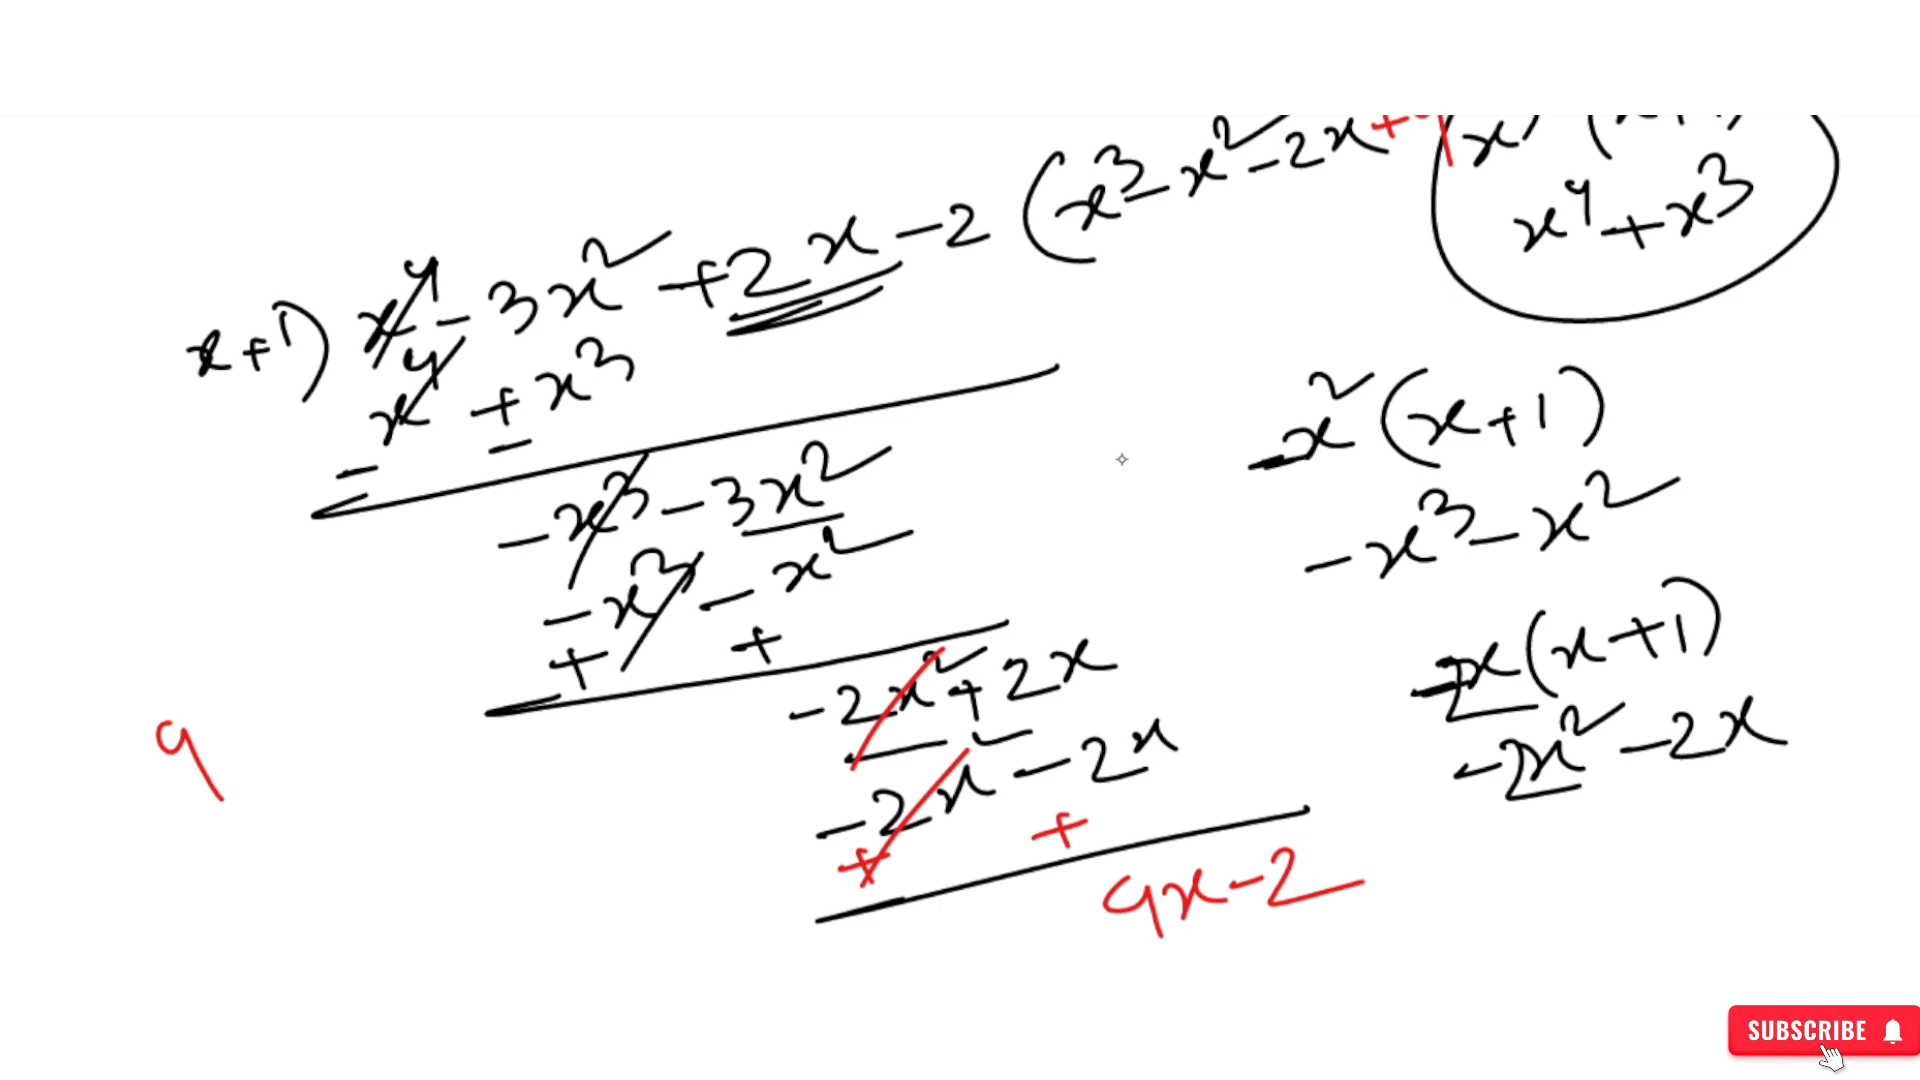 x+1) x⁴ - 3x² + 2x - 2 (x³ - x² - 2x + 4
x⁴ + x³
- -
x⁴ + x³
- x³ - 3x²
- x³ - x²
+ +
- 2x² + 2x
- 2x² - 2x
+ +
4x - 2
4
- x² (x+1)
- x³ - x²
- 2x (x+1)
- 2x² - 2x
SUBSCRIBE